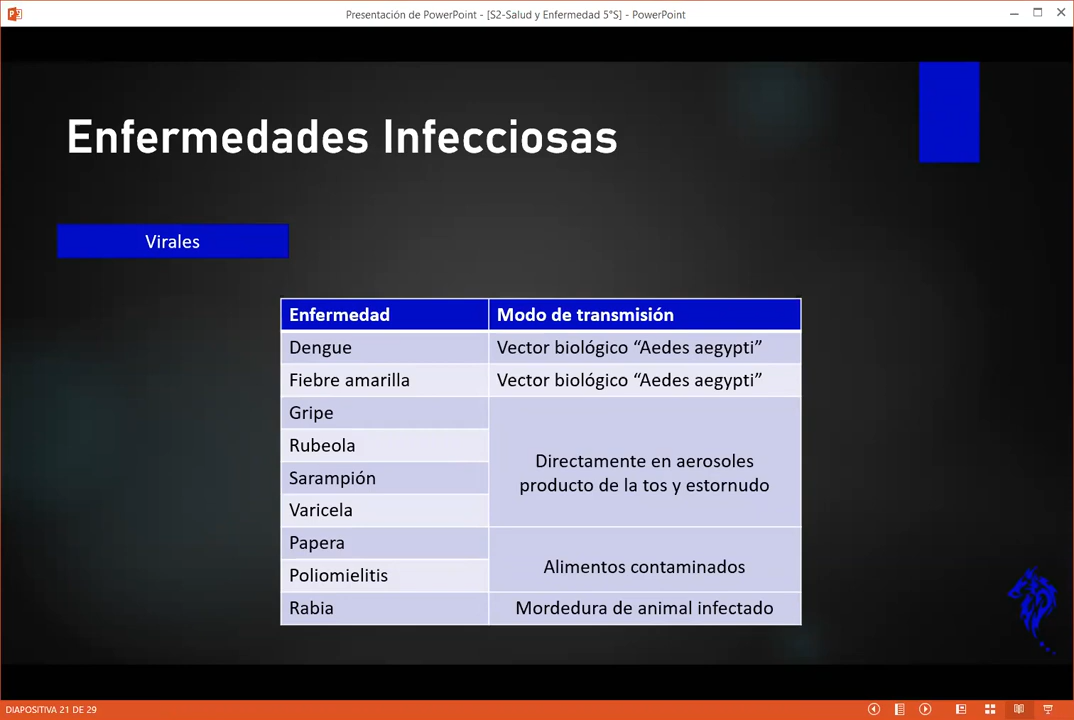 Presentación de PowerPoint - [S2-Salud y Enfermedad 5°S] - PowerPoint
Enfermedades Infecciosas
Virales
Enfermedad Modo de transmisión
Dengue Vector biológico “Aedes aegypti”
Fiebre amarilla Vector biológico “Aedes aegypti”
Gripe
Rubeola
Sarampión
Varicela
Directamente en aerosoles
producto de la tos y estornudo
Papera
Poliomielitis
Alimentos contaminados
Rabia Mordedura de animal infectado
DIAPOSITIVA 21 DE 29